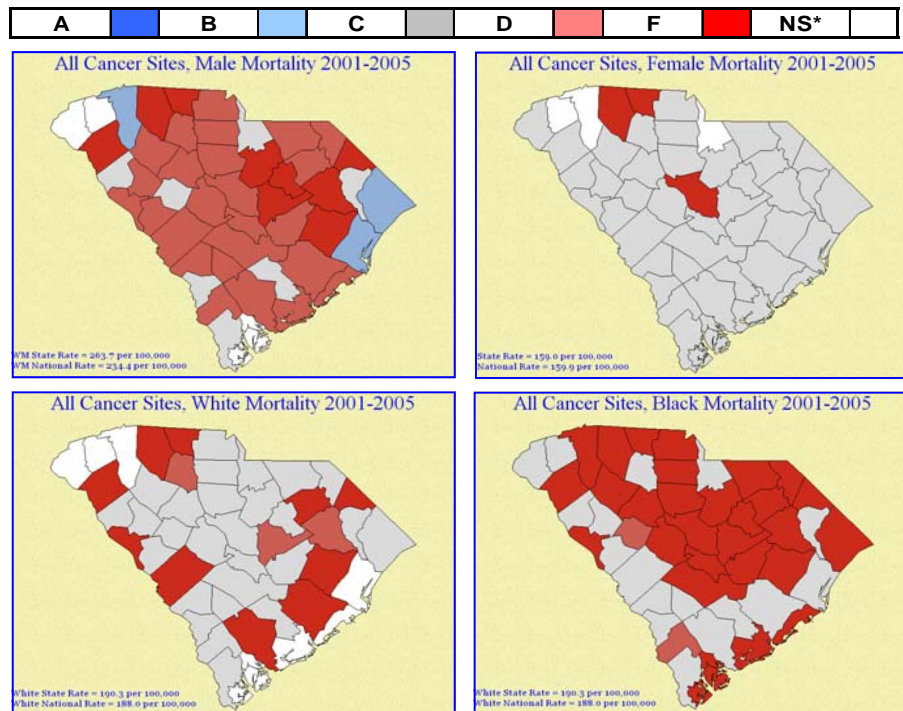 A B C D F NS*
All Cancer Sites, Male Mortality 2001-2005
WM State Rate = 263.7 per 100,000
WM National Rate = 234.4 per 100,000
All Cancer Sites, Female Mortality 2001-2005
State Rate = 159.0 per 100,000
National Rate = 159.9 per 100,000
All Cancer Sites, White Mortality 2001-2005
White State Rate = 190.3 per 100,000
White National Rate = 188.0 per 100,000
All Cancer Sites, Black Mortality 2001-2005
White State Rate = 190.3 per 100,000
White National Rate = 188.0 per 100,000